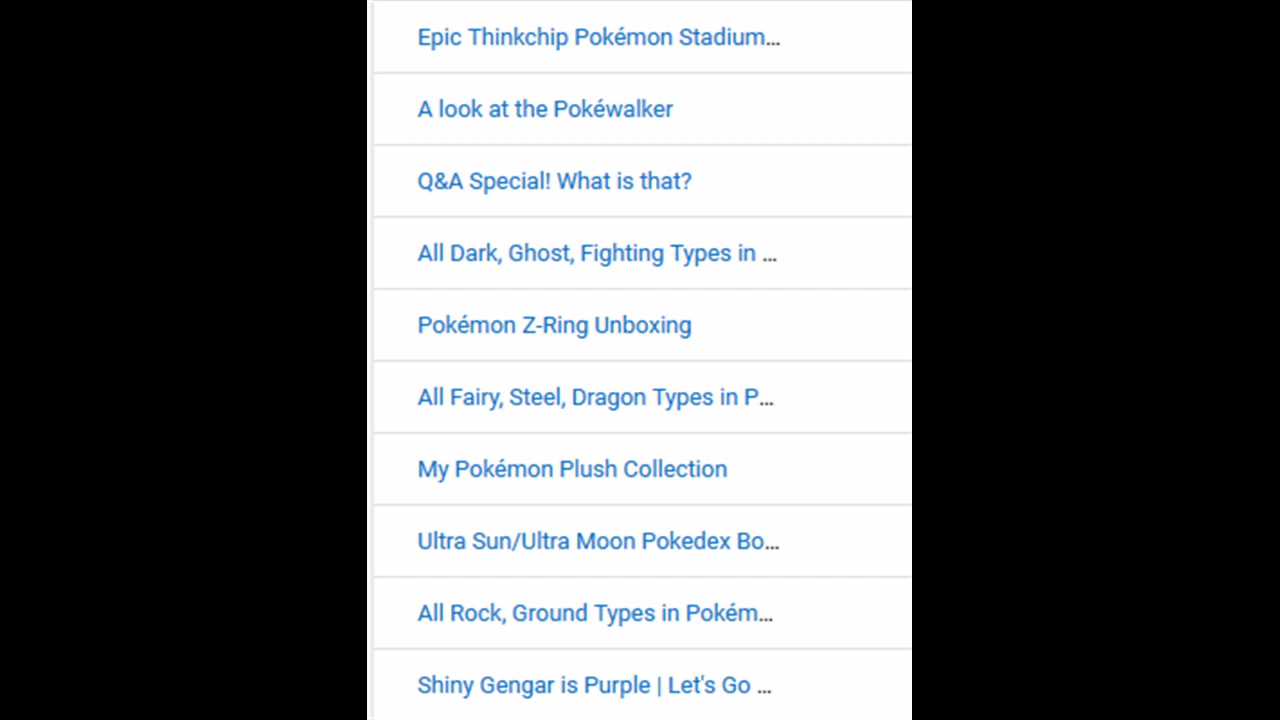 Epic Thinkchip Pokémon Stadium...
A look at the Pokéwalker
Q&A Special! What is that?
All Dark, Ghost, Fighting Types in ...
Pokémon Z-Ring Unboxing
All Fairy, Steel, Dragon Types in P...
My Pokémon Plush Collection
Ultra Sun/Ultra Moon Pokedex Bo...
All Rock, Ground Types in Pokém...
Shiny Gengar is Purple | Let's Go ...